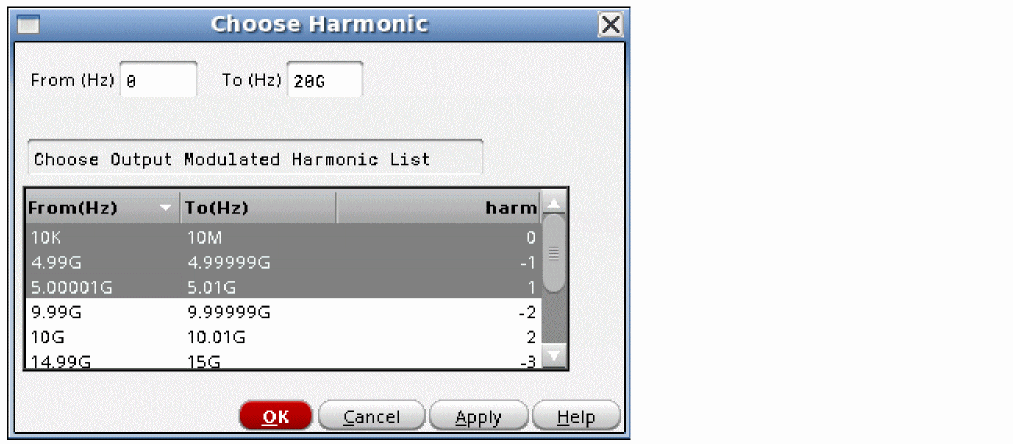 Choose Harmonic
From (Hz) 0 To (Hz) 20G
Choose Output Modulated Harmonic List
From(Hz) To(Hz) harm
10K 10M 0
4.99G 4.99999G -1
5.00001G 5.01G 1
9.99G 9.99999G -2
10G 10.01G 2
14.99G 15G -3
OK Cancel Apply Help